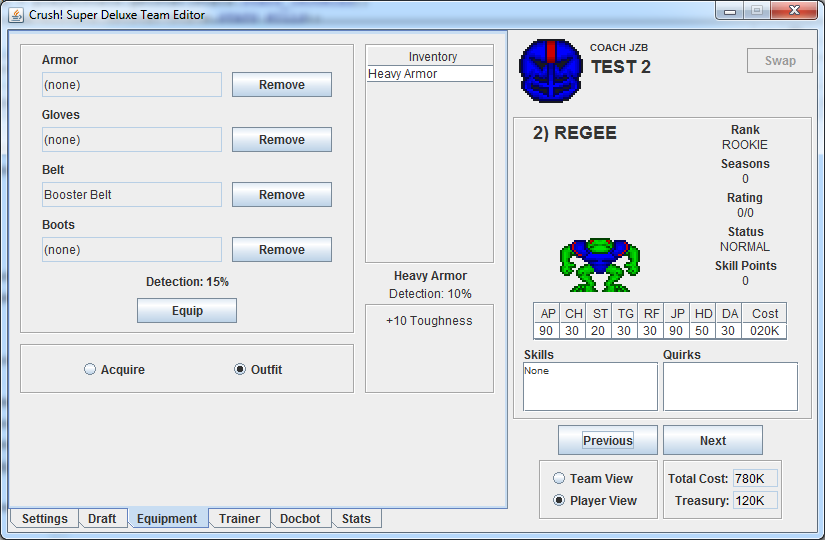 Crush! Super Deluxe Team Editor
Armor
(none)
Remove
Gloves
(none)
Remove
Belt
Booster Belt
Remove
Boots
(none)
Remove
Detection: 15%
Equip
Acquire
Outfit
Inventory
Heavy Armor
Heavy Armor
Detection: 10%
+10 Toughness
COACH JZB
TEST 2
Swap
2) REGEE
Rank
ROOKIE
Seasons
0
Rating
0/0
Status
NORMAL
Skill Points
0
AP CH ST TG RF JP HD DA Cost
90 30 20 30 30 90 50 30 020K
Skills
None
Quirks
Previous
Next
Team View
Player View
Total Cost: 780K
Treasury: 120K
Settings Draft Equipment Trainer Docbot Stats